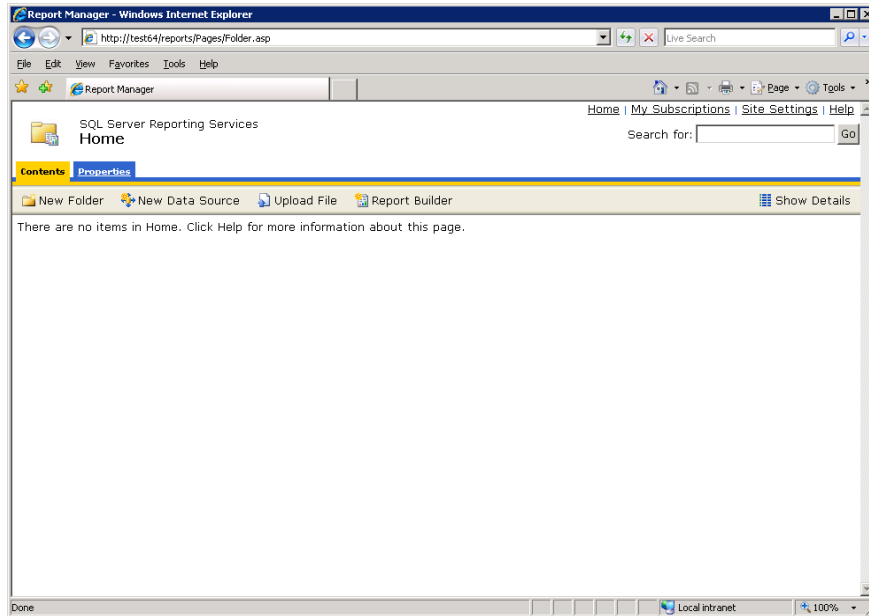 Report Manager - Windows Internet Explorer
http://test64/reports/Pages/Folder.asp
Live Search
File Edit View Favorites Tools Help
Report Manager
Page Tools
Home | My Subscriptions | Site Settings | Help
SQL Server Reporting Services
Home
Search for: Go
Contents Properties
New Folder New Data Source Upload File Report Builder Show Details
There are no items in Home. Click Help for more information about this page.
Done Local intranet 100%